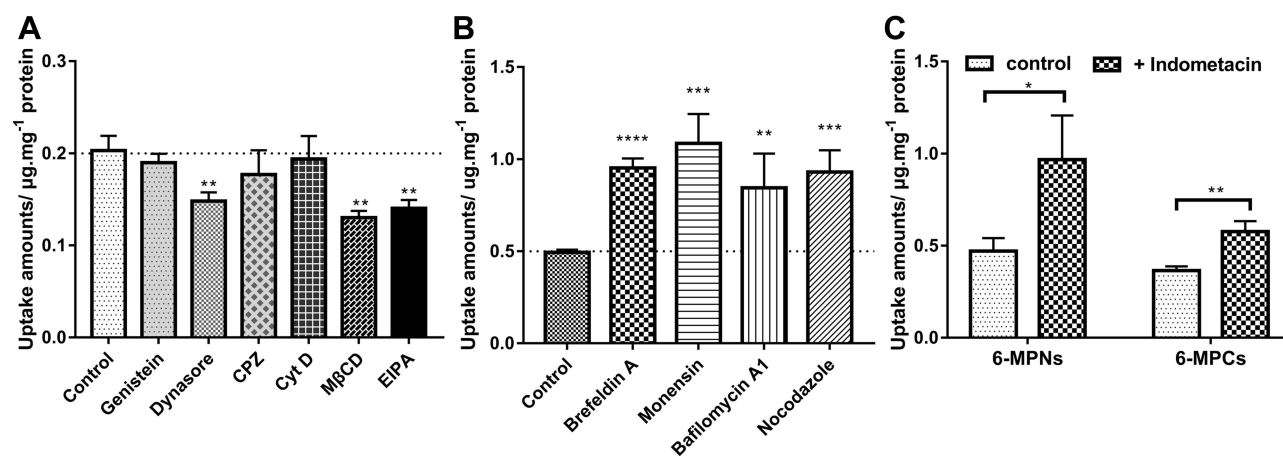 A
Uptake amounts/ µg.mg⁻¹ protein
0.3
0.2
0.1
0.0
**
**
**
Control
Genistein
Dynasore
CPZ
Cyt D
MβCD
EIPA
B
Uptake amounts/ ug.mg⁻¹ protein
1.5
1.0
0.5
0.0
****
***
**
***
Control
Brefeldin A
Monensin
Bafilomycin A1
Nocodazole
C
Uptake amounts/ µg.mg⁻¹ protein
1.5
1.0
0.5
0.0
control
+ Indometacin
*
**
6-MPNs
6-MPCs